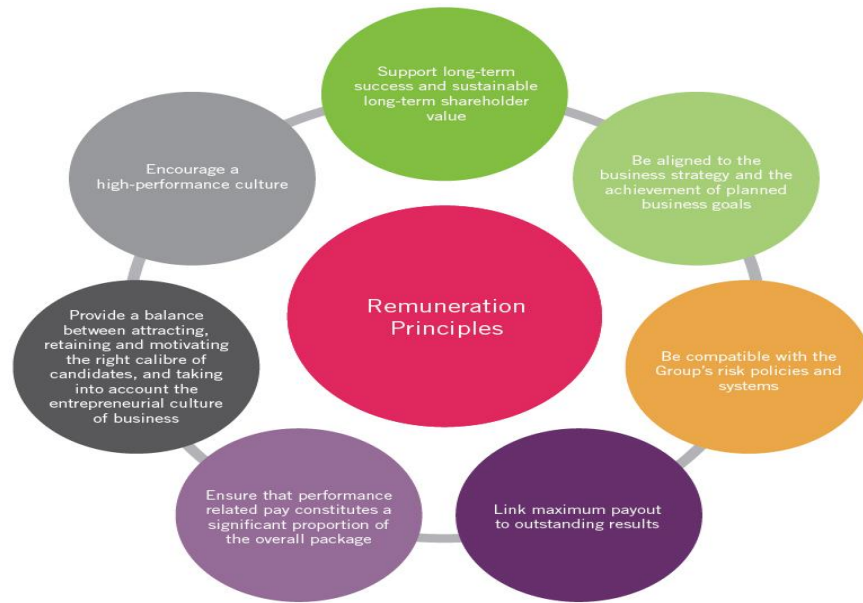 Support long-term
success and sustainable
long-term shareholder
value
Be aligned to the
business strategy and the
achievement of planned
business goals
Be compatible with the
Group's risk policies and
systems
Link maximum payout
to outstanding results
Ensure that performance
related pay constitutes a
significant proportion of
the overall package
Provide a balance
between attracting,
retaining and motivating
the right calibre of
candidates, and taking
into account the
entrepreneurial culture
of business
Encourage a
high-performance culture
Remuneration
Principles